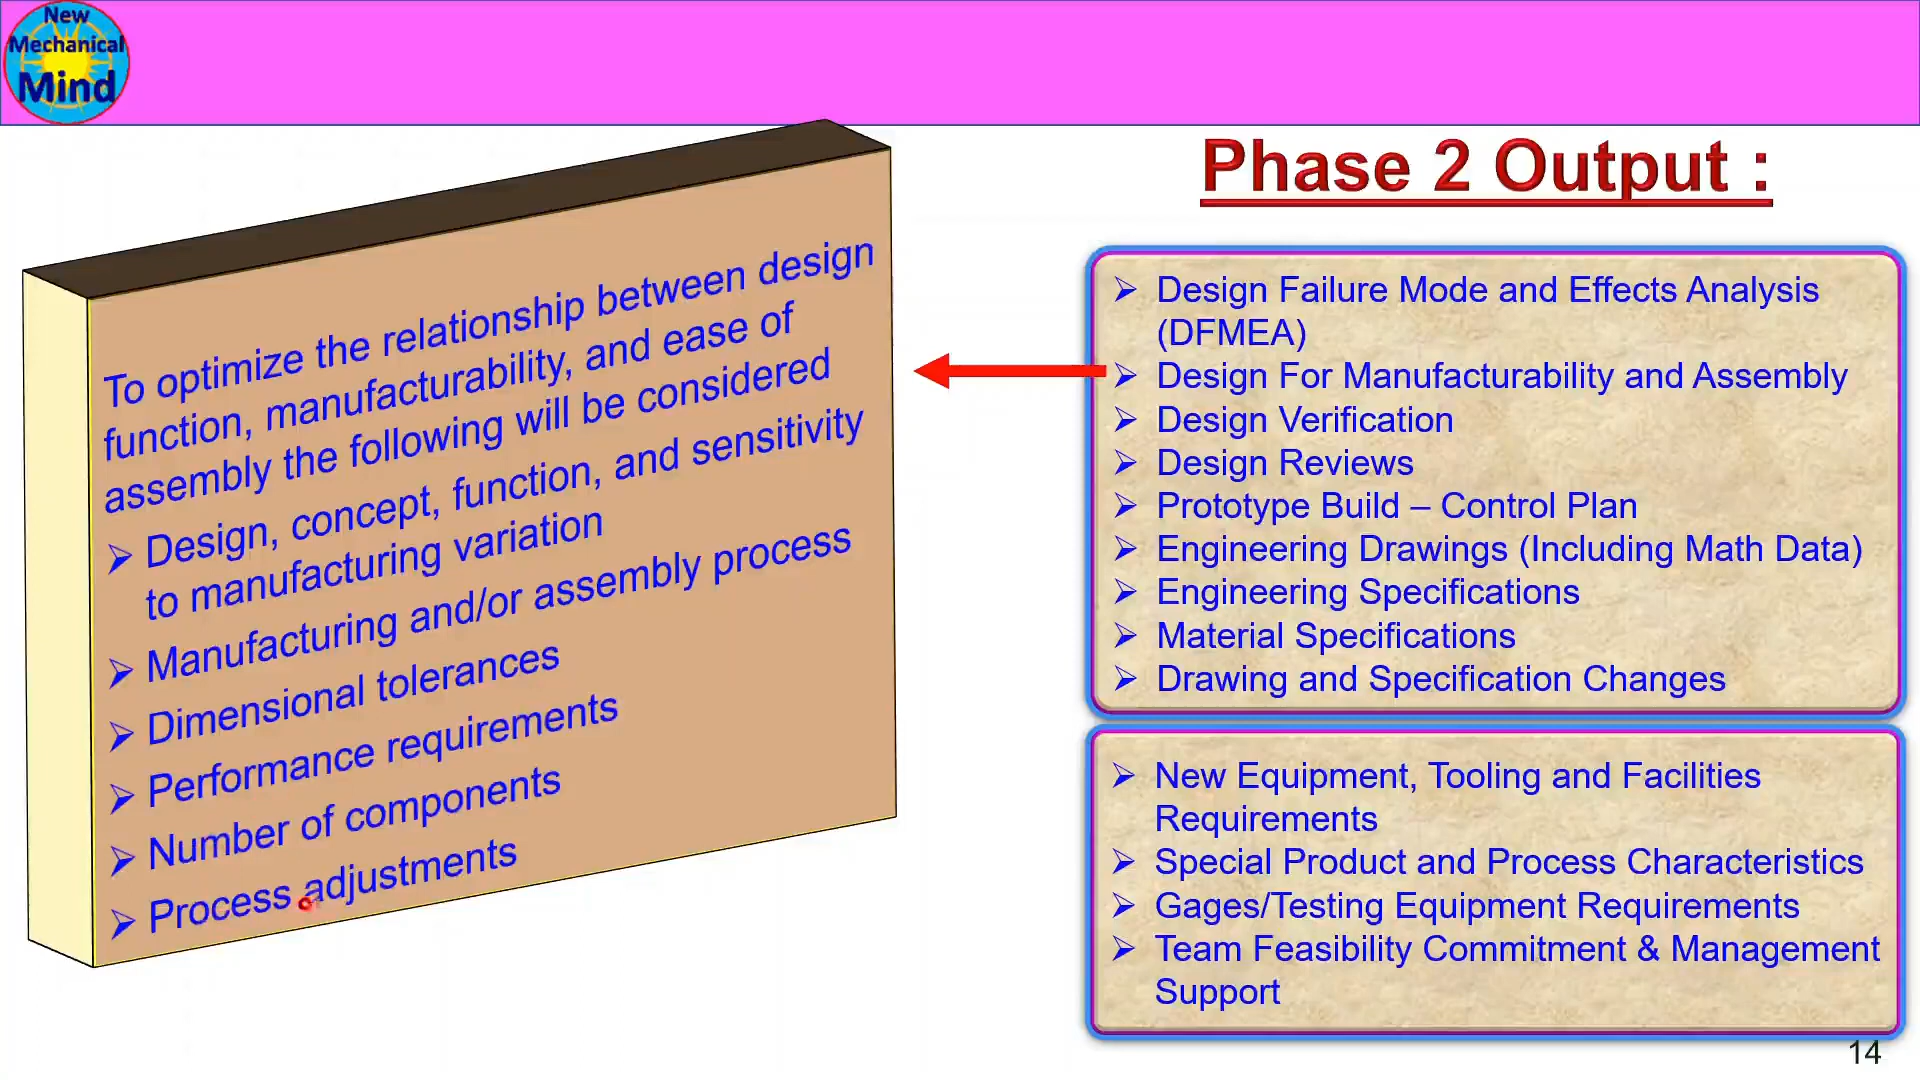 New
Mechanical
Mind
Phase 2 Output :
To optimize the relationship between design
function, manufacturability, and ease of
assembly the following will be considered
➢ Design, concept, function, and sensitivity
to manufacturing variation
➢ Manufacturing and/or assembly process
➢ Dimensional tolerances
➢ Performance requirements
➢ Number of components
➢ Process adjustments
➢ Design Failure Mode and Effects Analysis
(DFMEA)
➢ Design For Manufacturability and Assembly
➢ Design Verification
➢ Design Reviews
➢ Prototype Build – Control Plan
➢ Engineering Drawings (Including Math Data)
➢ Engineering Specifications
➢ Material Specifications
➢ Drawing and Specification Changes
➢ New Equipment, Tooling and Facilities
Requirements
➢ Special Product and Process Characteristics
➢ Gages/Testing Equipment Requirements
➢ Team Feasibility Commitment & Management
Support
14